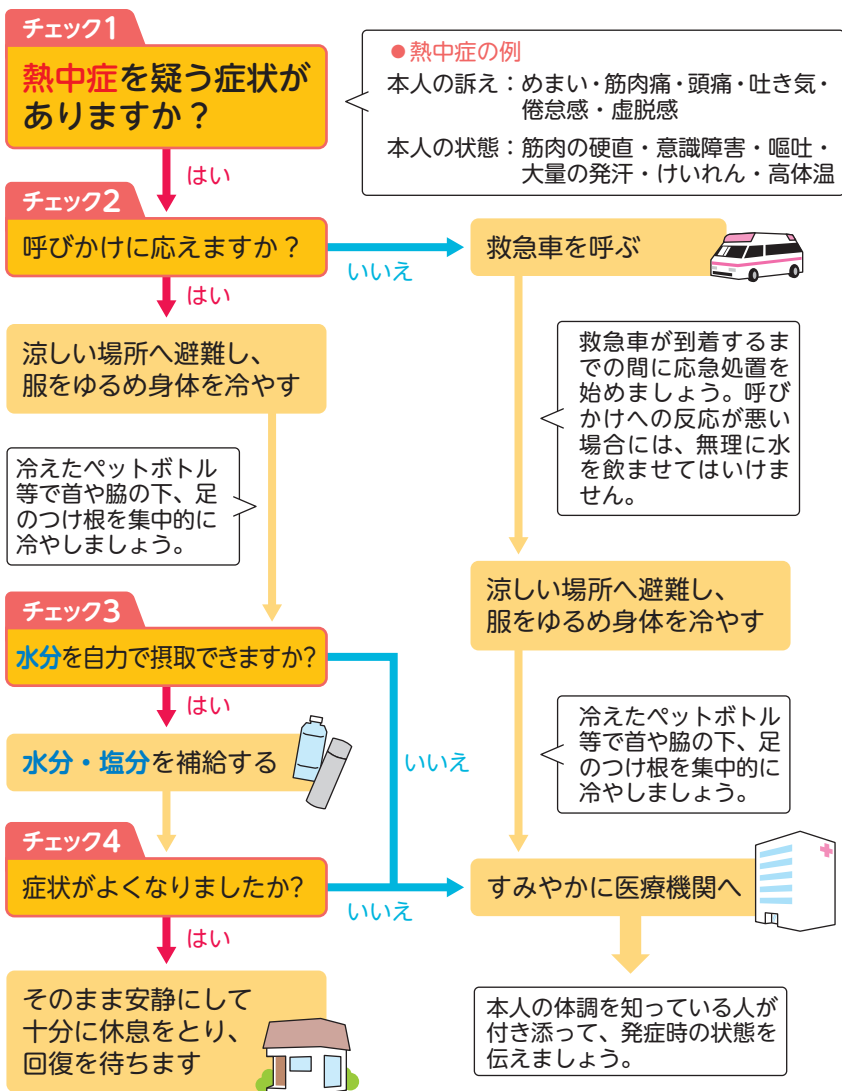 チェック1
熱中症を疑う症状が
ありますか？
●熱中症の例
本人の訴え：めまい・筋肉痛・頭痛・吐き気・
倦怠感・虚脱感
本人の状態：筋肉の硬直・意識障害・嘔吐・
大量の発汗・けいれん・高体温
はい
チェック2
呼びかけに応えますか？
いいえ
救急車を呼ぶ
はい
涼しい場所へ避難し、
服をゆるめ身体を冷やす
救急車が到着するま
での間に応急処置を
始めましょう。呼び
かけへの反応が悪い
場合には、無理に水
を飲ませてはいけま
せん。
冷えたペットボトル
等で首や脇の下、足
のつけ根を集中的に
冷やしましょう。
涼しい場所へ避難し、
服をゆるめ身体を冷やす
チェック3
水分を自力で摂取できますか?
はい
いいえ
冷えたペットボトル
等で首や脇の下、足
のつけ根を集中的に
冷やしましょう。
水分・塩分を補給する
チェック4
症状がよくなりましたか?
いいえ
すみやかに医療機関へ
はい
そのまま安静にして
十分に休息をとり、
回復を待ちます
本人の体調を知っている人が
付き添って、発症時の状態を
伝えましょう。